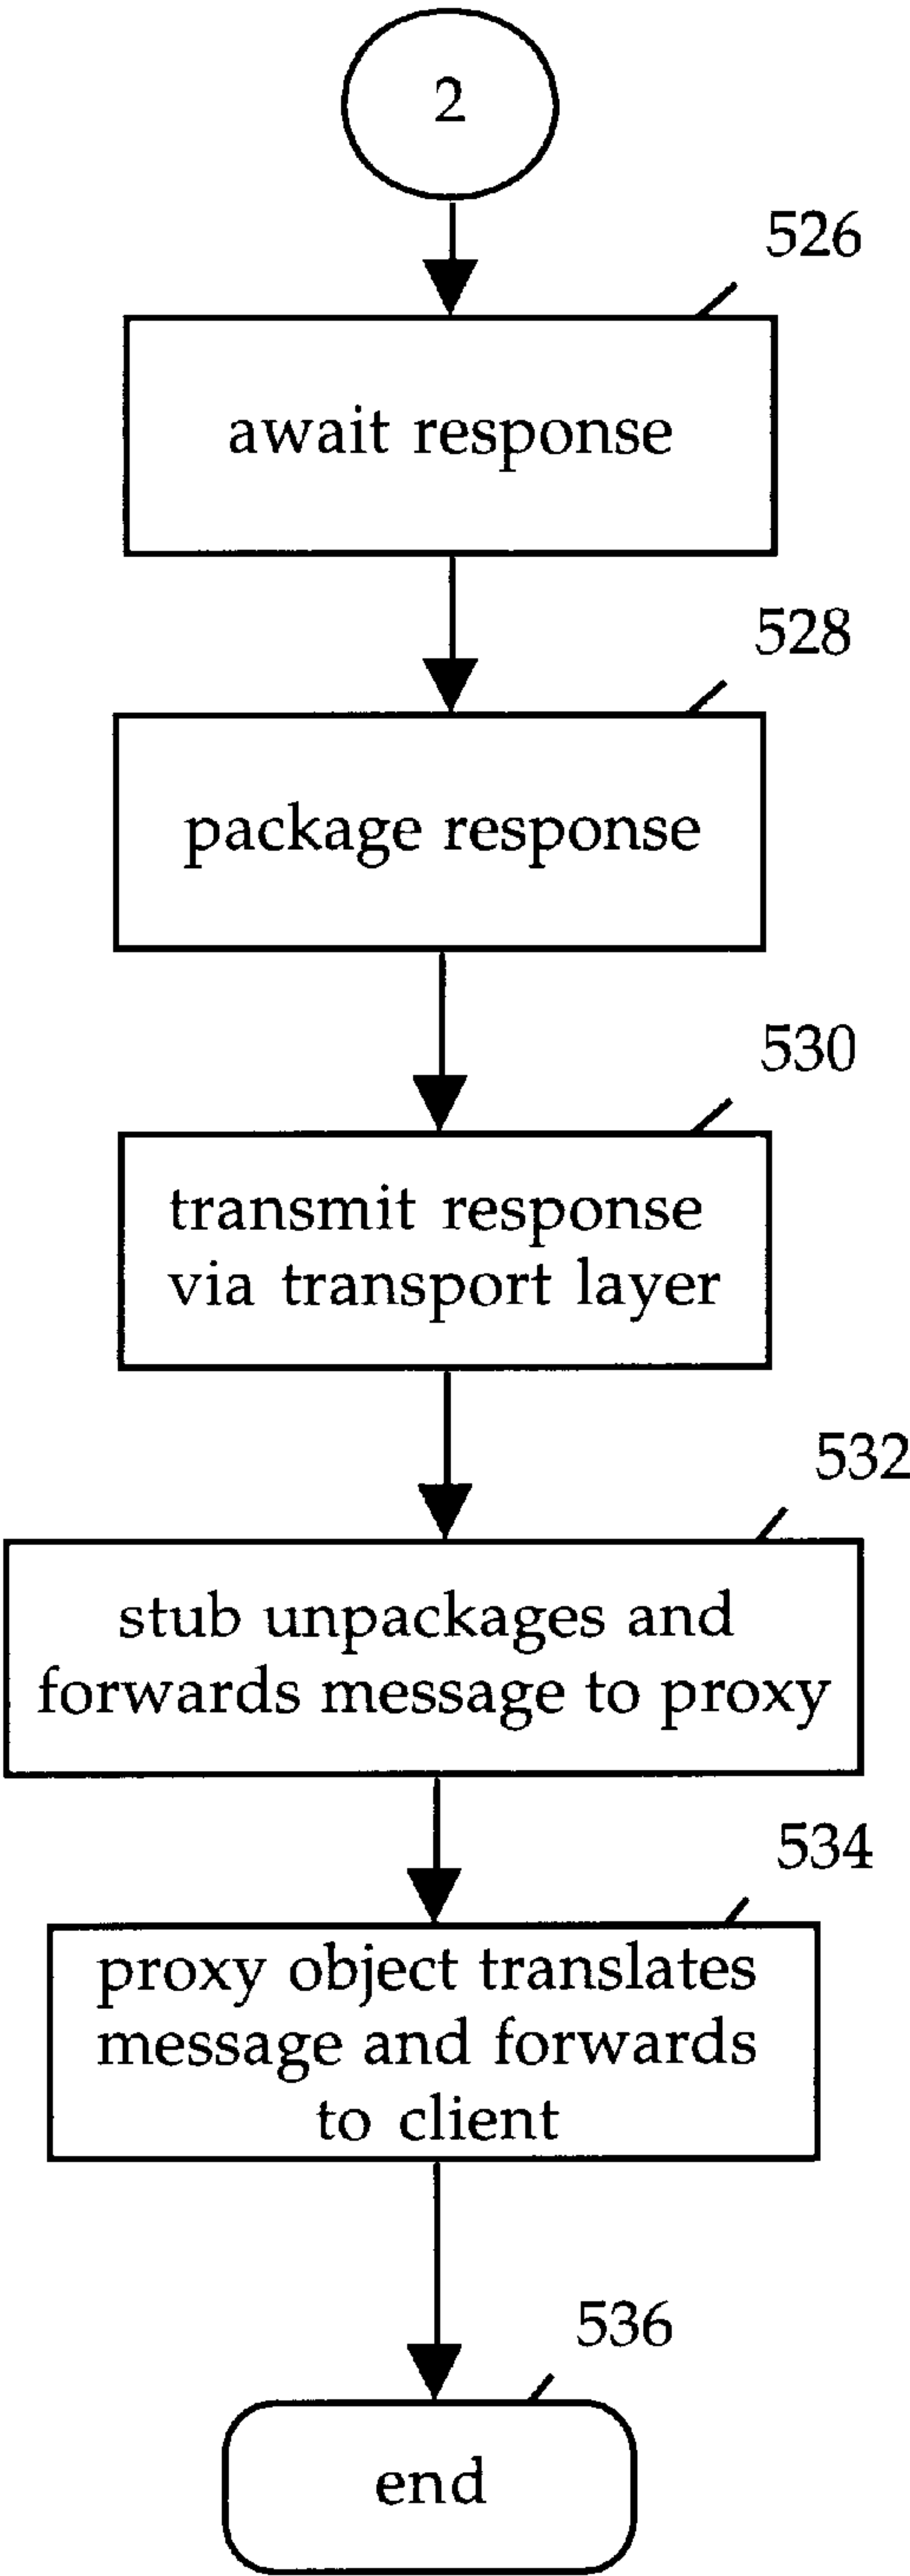 2
526
await response
528
package response
530
transmit response
via transport layer
532
stub unpackages and
forwards message to proxy
534
proxy object translates
message and forwards
to client
536
end